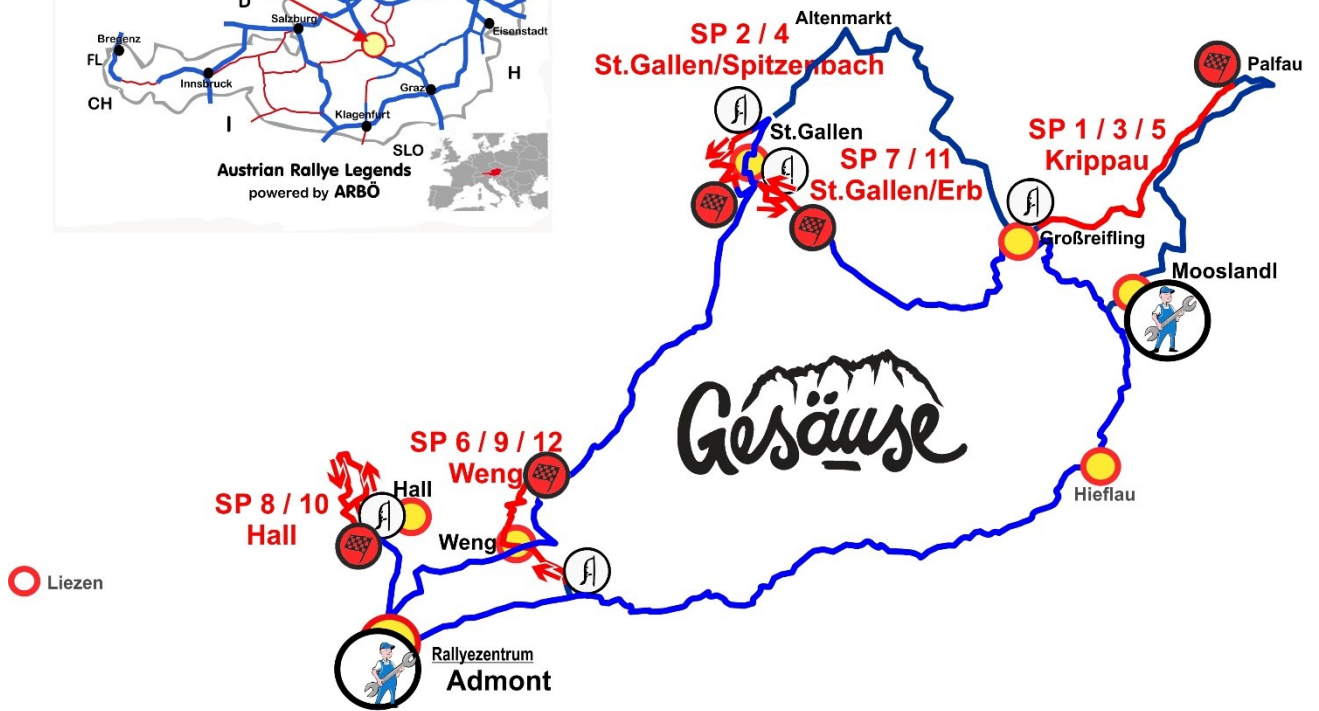 D
Salzburg
Eisenstadt
Bregenz
FL
Innsbruck
Graz
H
CH
I
Klagenfurt
SLO
Austrian Rallye Legends
powered by ARBÖ
SP 2 / 4
St.Gallen/Spitzenbach
Altenmarkt
Palfau
St.Gallen
SP 7 / 11
St.Gallen/Erb
SP 1 / 3 / 5
Krippau
Großreifling
Mooslandl
Gesäuse
Hieflau
SP 6 / 9 / 12
Weng
SP 8 / 10
Hall
Hall
Weng
Liezen
Rallyezentrum
Admont